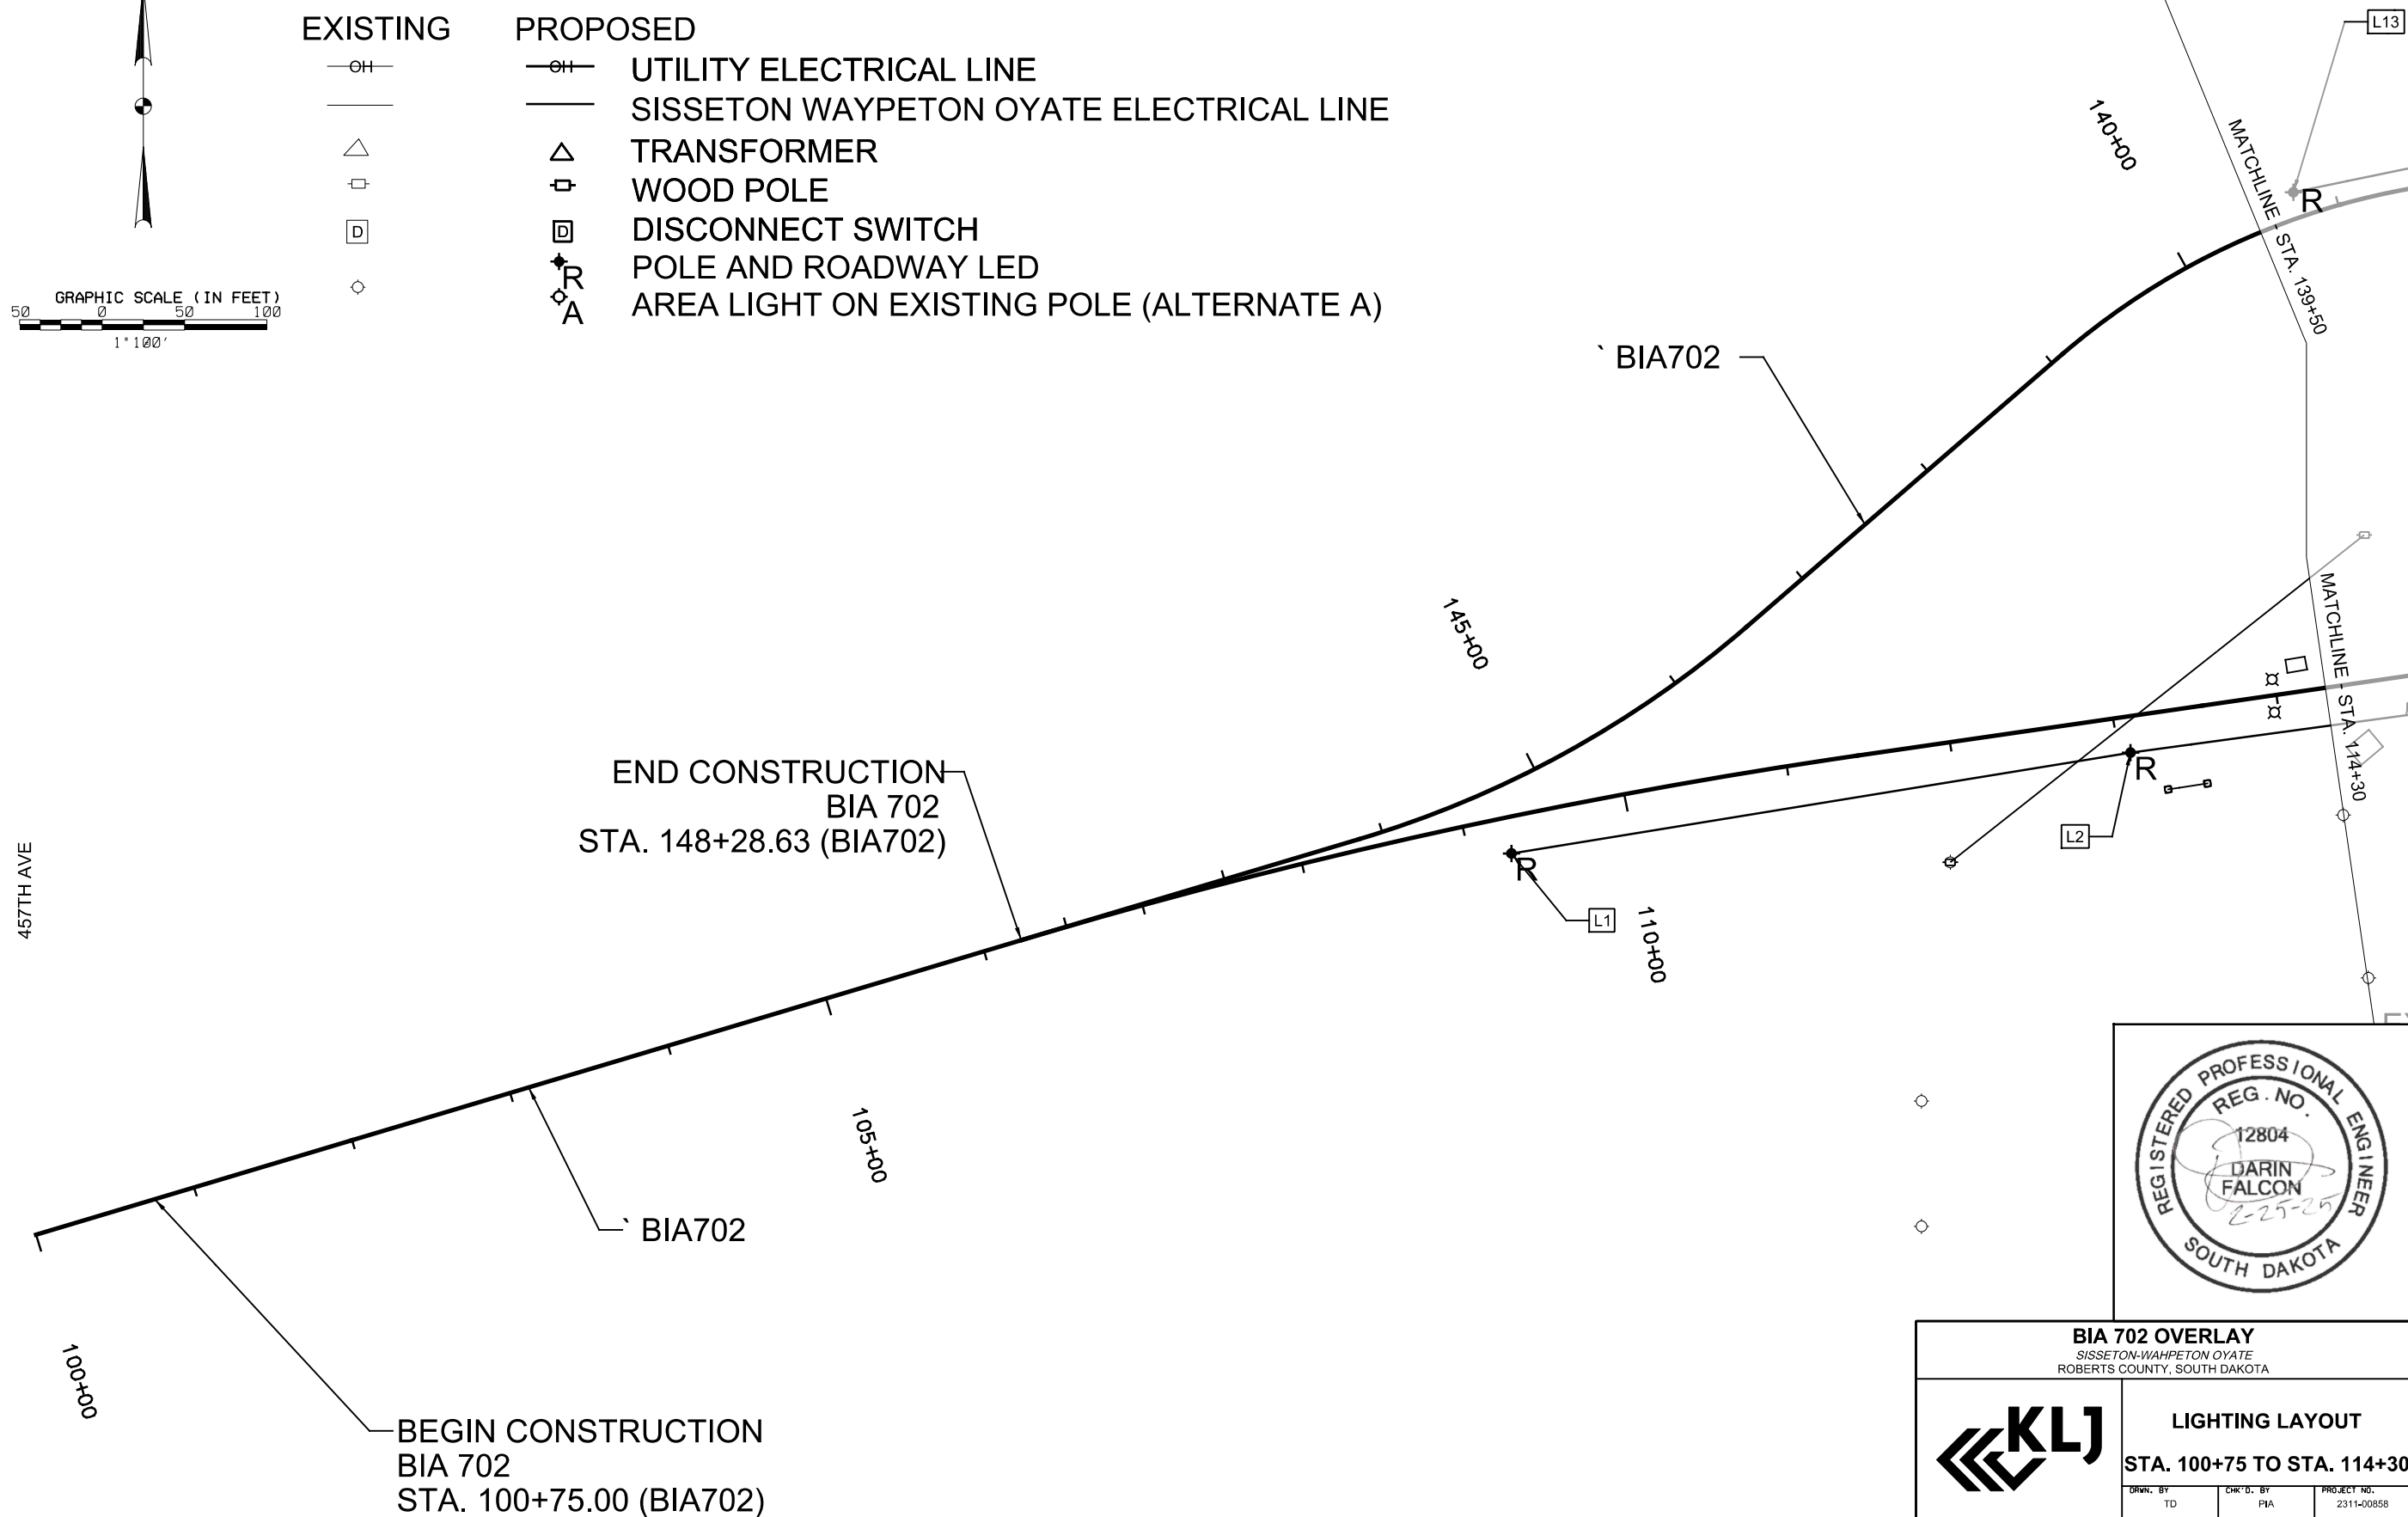 EXISTING PROPOSED
OH OH UTILITY ELECTRICAL LINE
SISSETON WAYPETON OYATE ELECTRICAL LINE
TRANSFORMER
WOOD POLE
D D DISCONNECT SWITCH
R POLE AND ROADWAY LED
A AREA LIGHT ON EXISTING POLE (ALTERNATE A)
GRAPHIC SCALE (IN FEET)
50 0 50 100
1"100'
L13
R
140+00
MATCHLINE - STA. 139+50
` BIA702
145+00
MATCHLINE - STA. 114+30
END CONSTRUCTION
BIA 702
STA. 148+28.63 (BIA702)
R
L2
R
L1
110+00
457TH AVE
105+00
` BIA702
100+00
BEGIN CONSTRUCTION
BIA 702
STA. 100+75.00 (BIA702)
REGISTERED PROFESSIONAL ENGINEER
REG. NO.
12804
DARIN
FALCON
2-25-25
SOUTH DAKOTA
BIA 702 OVERLAY
SISSETON-WAHPETON OYATE
ROBERTS COUNTY, SOUTH DAKOTA
KLJ
LIGHTING LAYOUT
STA. 100+75 TO STA. 114+30
DRWN. BY CHK'D. BY PROJECT NO.
TD PIA 2311-00858